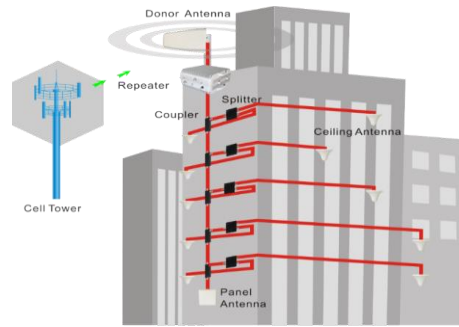 Donor Antenna
Repeater
Splitter
Coupler
Ceiling Antenna
Cell Tower
Panel
Antenna